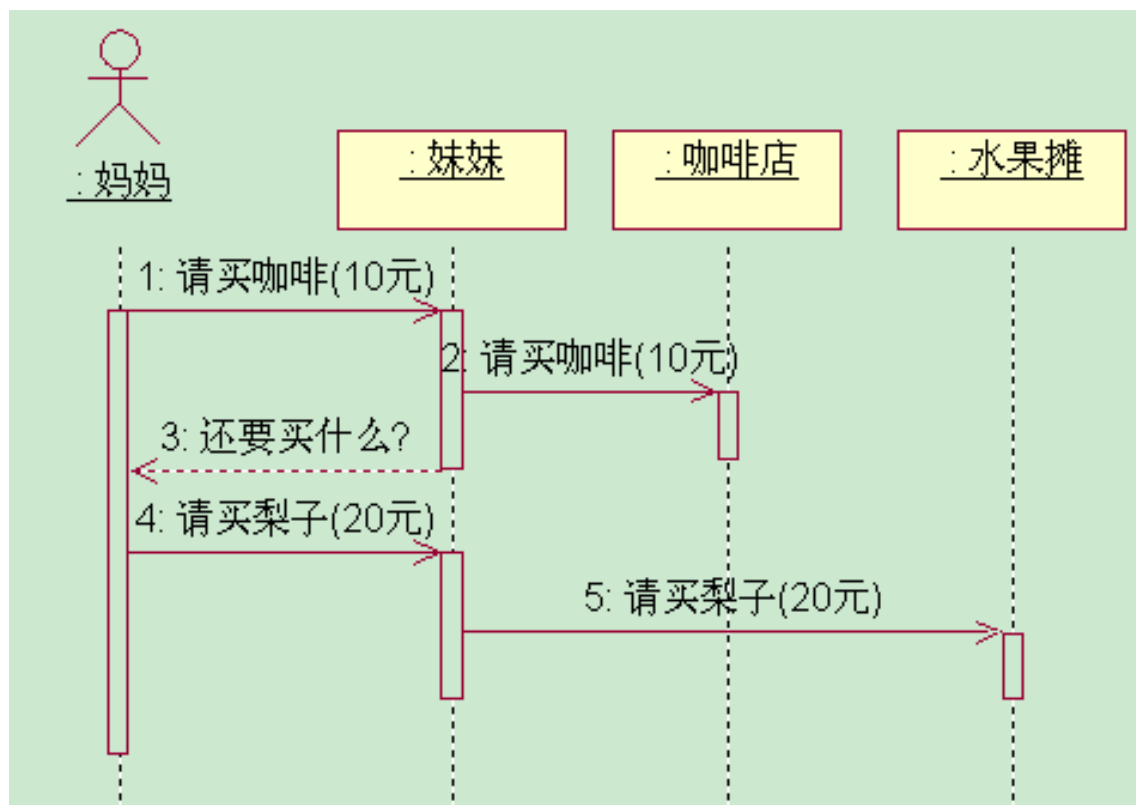 : 妈妈
: 妹妹
: 咖啡店
: 水果摊
1: 请买咖啡(10元)
2: 请买咖啡(10元)
3: 还要买什么?
4: 请买梨子(20元)
5: 请买梨子(20元)